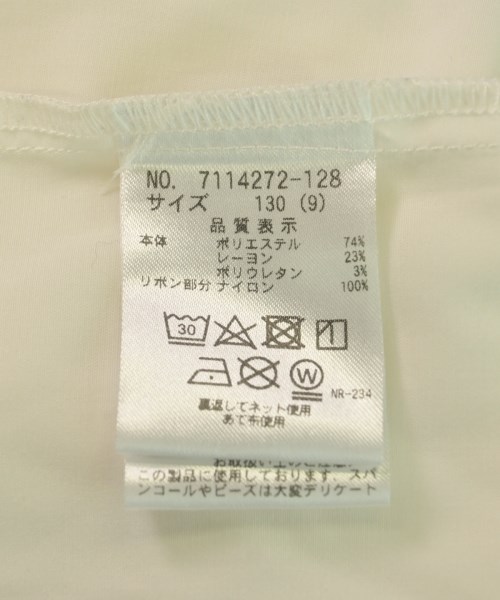 NO. 7114272-128
サイズ 130 (9)
品質表示
本体 ポリエステル 74%
レーヨン 23%
ポリウレタン 3%
リボン部分 ナイロン 100%
30
W
NR-234
裏返してネット使用
あて布使用
この製品に使用しております、スパ
ンコールやビーズは大変デリケート